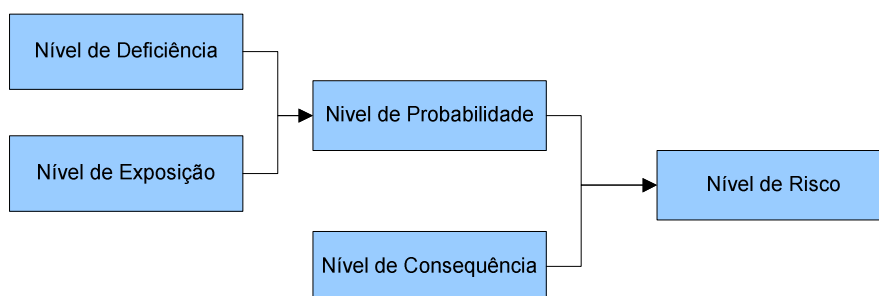 Nível de Deficiência
Nível de Exposição
Nivel de Probabilidade
Nível de Consequência
Nível de Risco